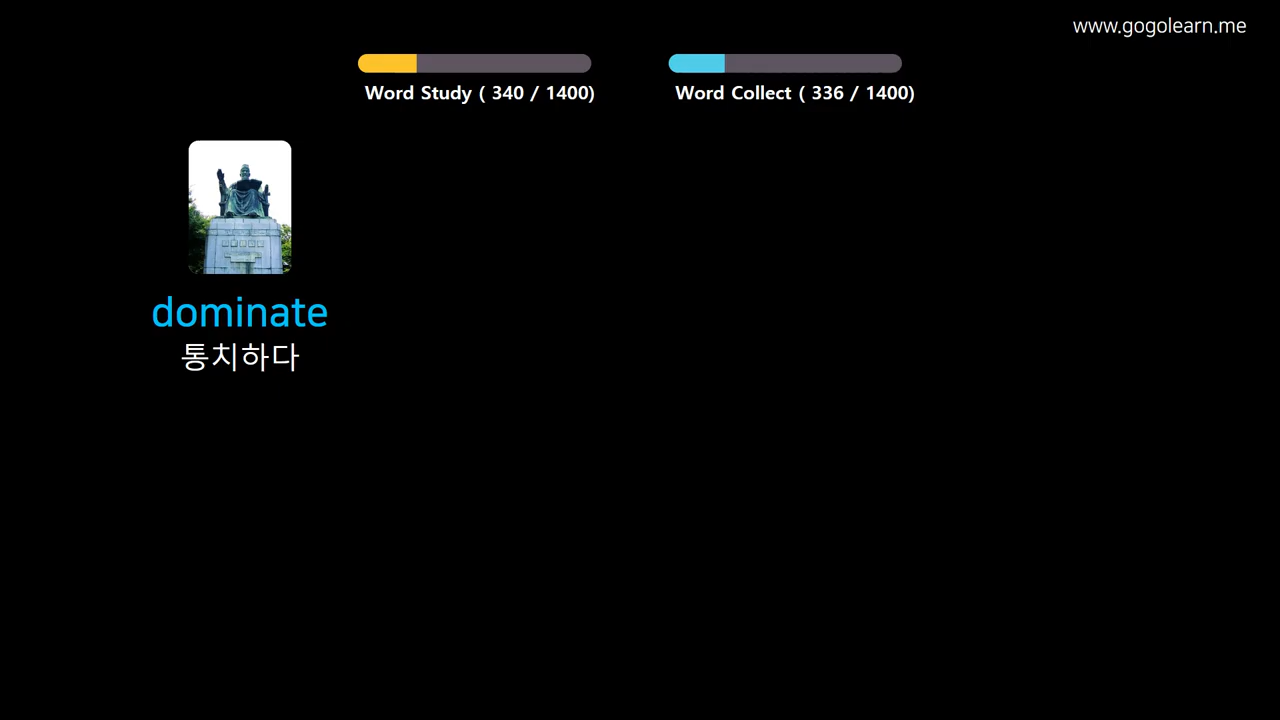 www.gogolearn.me
Word Study ( 340 / 1400)
Word Collect ( 336 / 1400)
dominate
통치하다